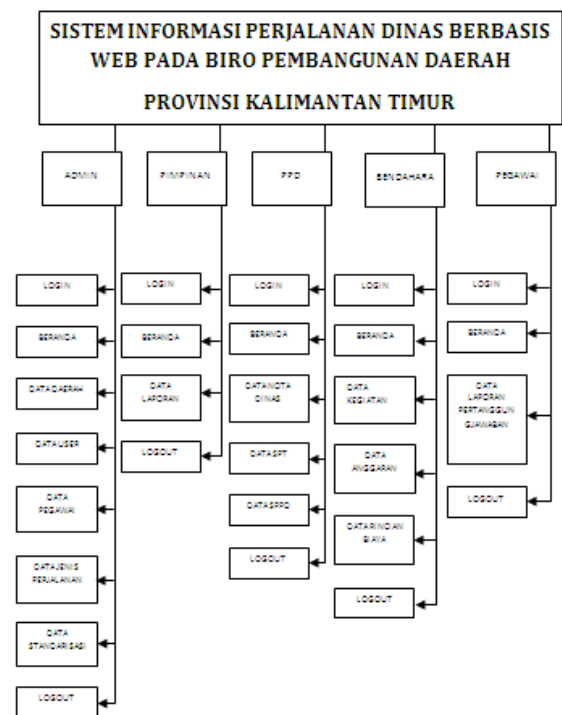 SISTEM INFORMASI PERJALANAN DINAS BERBASIS
WEB PADA BIRO PEMBANGUNAN DAERAH
PROVINSI KALIMANTAN TIMUR
ADMIN
PIMPINAN
PPD
BENDAHARA
PEGAWAI
LOGIN
BERANDA
DATA DAERAH
DATA USER
DATA
PEGAWAI
DATA JENIS
PERJALANAN
DATA
STANDARISASI
LOGOUT
LOGIN
BERANDA
DATA
LAPORAN
LOGOUT
LOGIN
BERANDA
DATA NOTA
DINAS
DATA SPT
DATA SPPD
LOGOUT
LOGIN
BERANDA
DATA
KEGIATAN
DATA
ANGGARAN
DATA RINCIAN
BIAYA
LOGOUT
LOGIN
BERANDA
DATA
LAPORAN
PERTANGGUN
GJAWABAN
LOGOUT